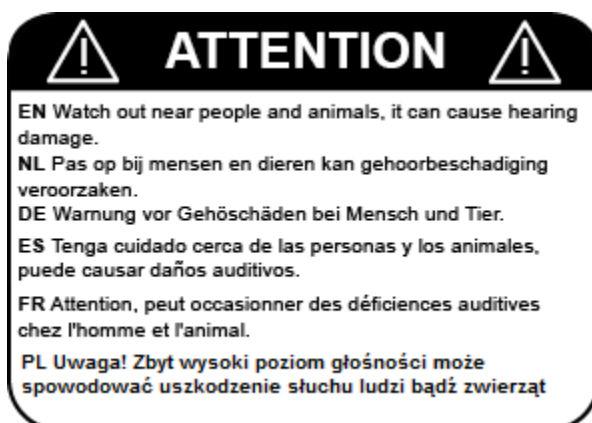 ATTENTION
EN Watch out near people and animals, it can cause hearing
damage.
NL Pas op bij mensen en dieren kan gehoorbeschadiging
veroorzaken.
DE Warnung vor Gehöschäden bei Mensch und Tier.
ES Tenga cuidado cerca de las personas y los animales,
puede causar daños auditivos.
FR Attention, peut occasionner des déficiences auditives
chez l'homme et l'animal.
PL Uwaga! Zbyt wysoki poziom głośności może
spowodować uszkodzenie słuchu ludzi bądź zwierząt